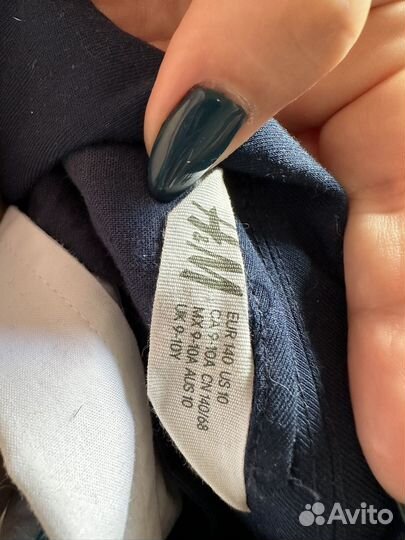 H&M
EUR 140 US 10
CA 9-10A CN 140/68
MX 9-10A AUS 10
UK 9-10Y
Avito